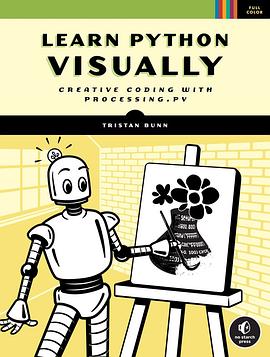 FULL
COLOR
LEARN PYTHON
VISUALLY
CREATIVE CODING WITH
PROCESSING.PY
TRISTAN BUNN
no starch
press